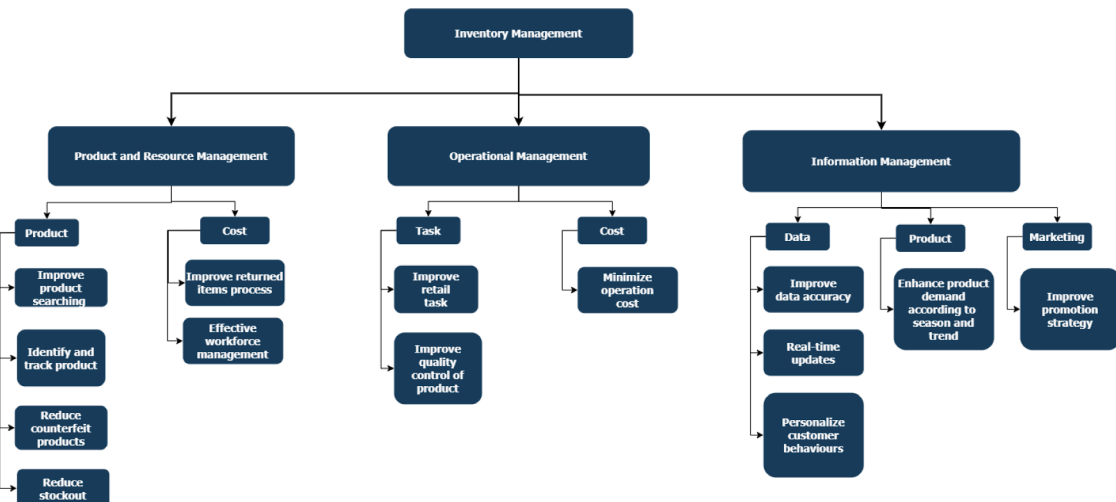 Inventory Management
Product and Resource Management
Operational Management
Information Management
Product
Cost
Task
Cost
Data
Product
Marketing
Improve
product
searching
Identify and
track product
Reduce
counterfeit
products
Reduce
stockout
Improve returned
items process
Effective
workforce
management
Improve
retail
task
Improve
quality
control of
product
Minimize
operation
cost
Improve
data accuracy
Real-time
updates
Personalize
customer
behaviours
Enhance product
demand
according to
season and
trend
Improve
promotion
strategy